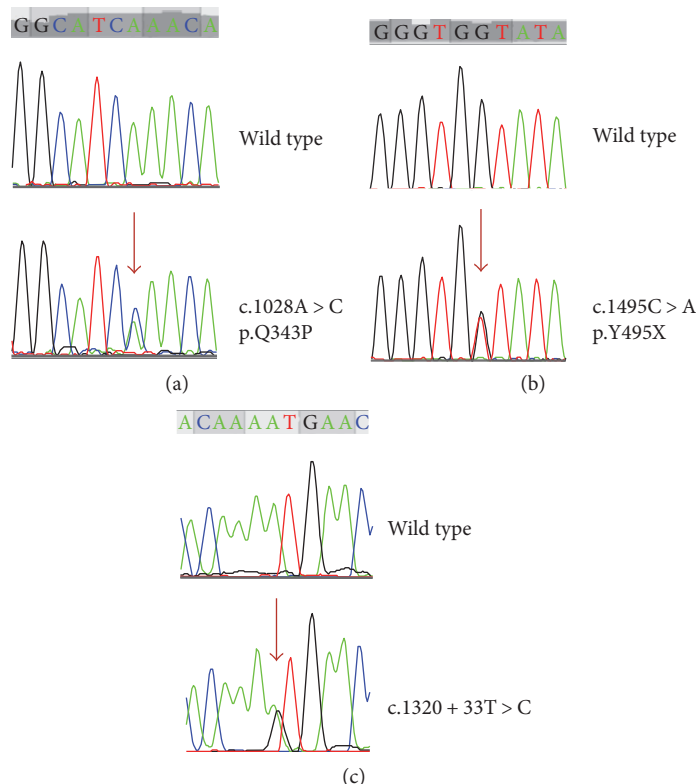 GGCATCAAACA
Wild type
c.1028A > C
p.Q343P
(a)
GGGTGGTATA
Wild type
c.1495C > A
p.Y495X
(b)
ACAAAATGAAC
Wild type
c.1320 + 33T > C
(c)